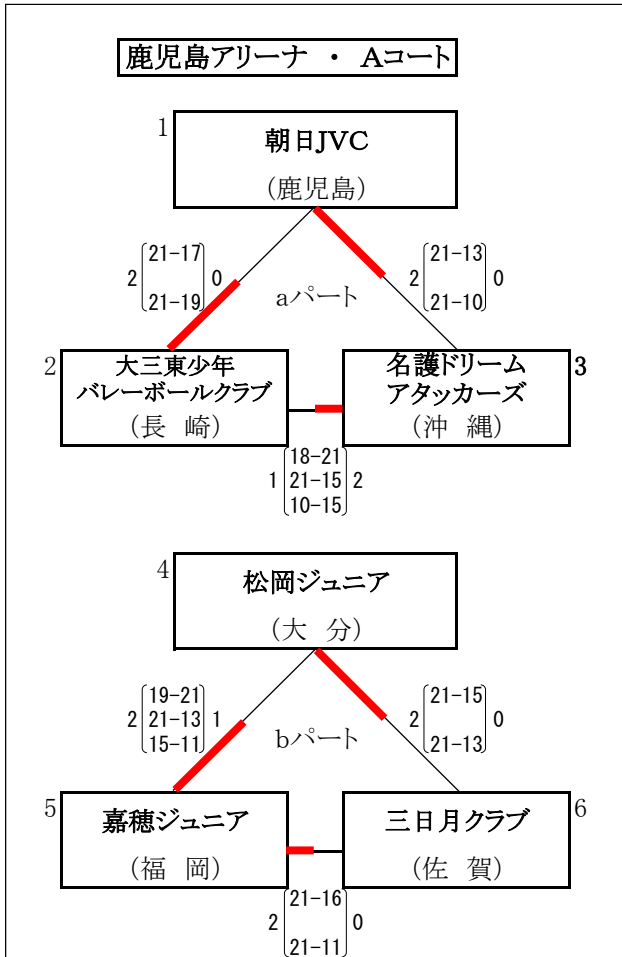 鹿児島アリーナ ・ Aコート
1
朝日JVC
(鹿児島)
21-17
2 0
21-19
21-13
2 0
21-10
aパート
2
大三東少年
バレーボールクラブ
(長 崎)
名護ドリーム
アタッカーズ
(沖 縄)
3
18-21
1 21-15 2
10-15
4
松岡ジュニア
(大 分)
19-21
2 21-13 1
15-11
21-15
2 0
21-13
bパート
5
嘉穂ジュニア
(福 岡)
三日月クラブ
(佐 賀)
6
21-16
2 0
21-11